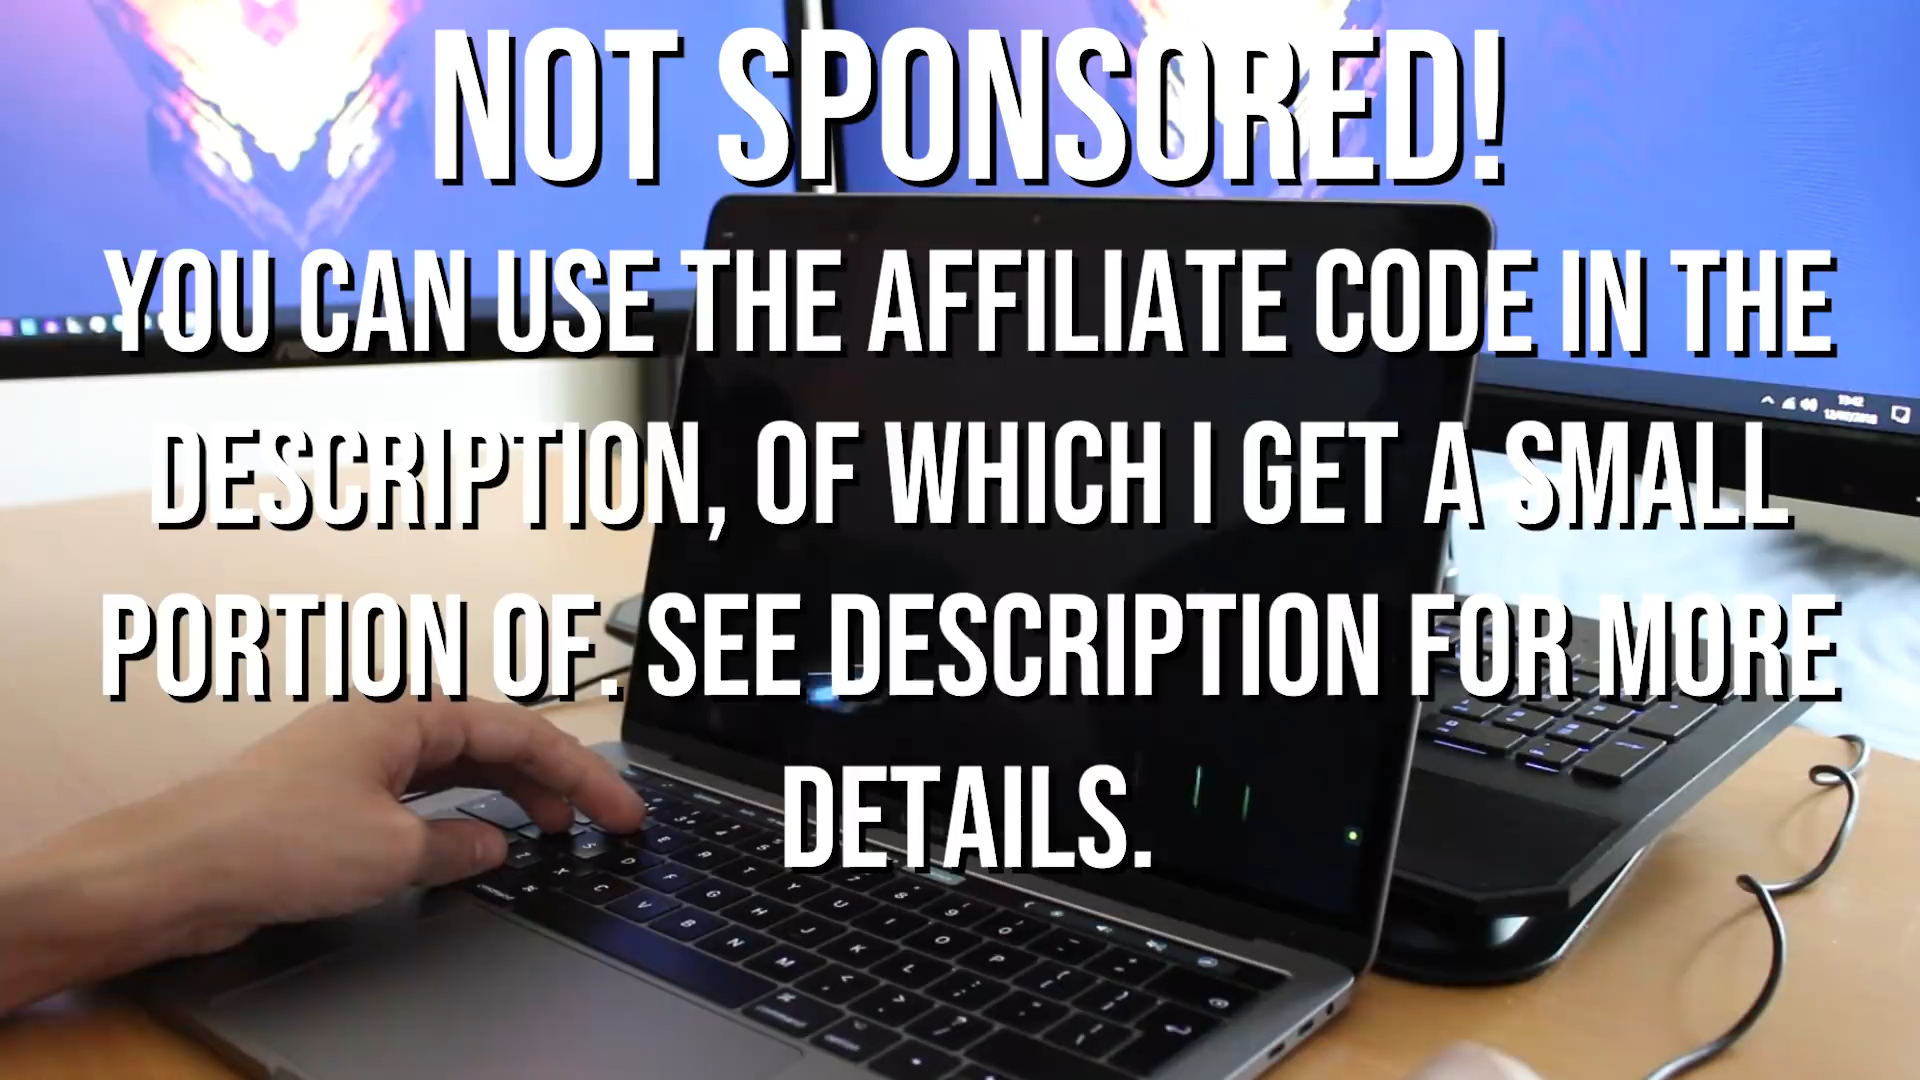 NOT SPONSORED!
YOU CAN USE THE AFFILIATE CODE IN THE
DESCRIPTION, OF WHICH I GET A SMALL
PORTION OF. SEE DESCRIPTION FOR MORE
DETAILS.